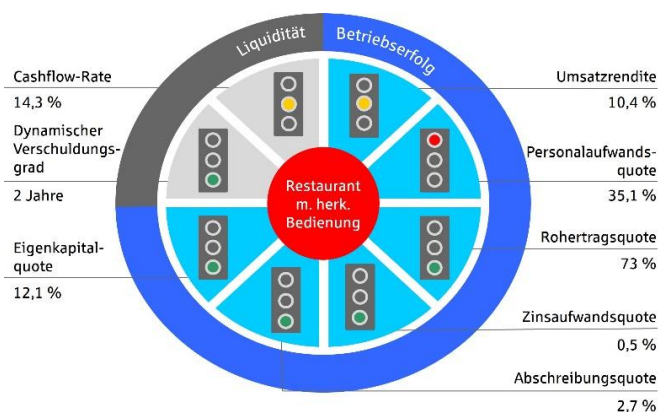 Liquidität
Betriebserfolg
Cashflow-Rate
14,3 %
Dynamischer
Verschuldungs-
grad
2 Jahre
Eigenkapital-
quote
12,1 %
Restaurant
m. herk.
Bedienung
Umsatzrendite
10,4 %
Personalaufwands-
quote
35,1 %
Rohertragsquote
73 %
Zinsaufwandsquote
0,5 %
Abschreibungsquote
2,7 %